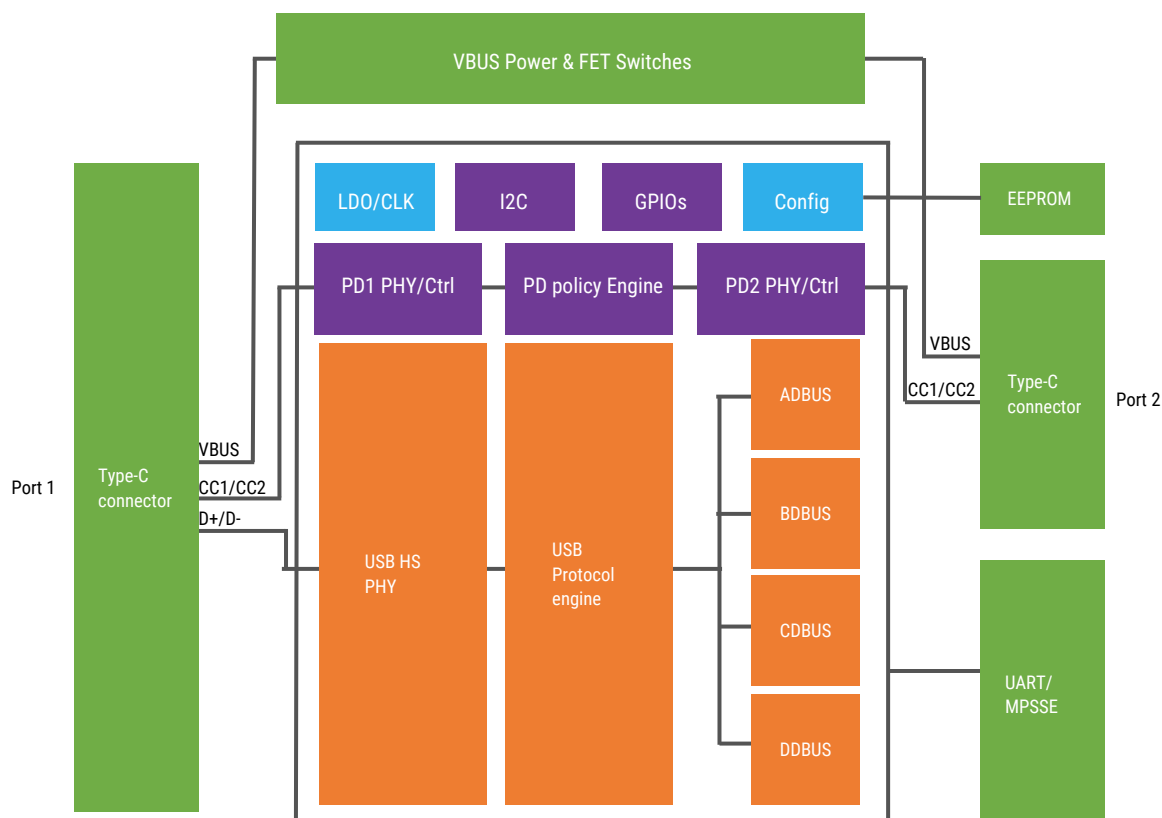 VBUS Power & FET Switches
LDO/CLK
I2C
GPIOs
Config
EEPROM
PD1 PHY/Ctrl
PD policy Engine
PD2 PHY/Ctrl
VBUS
CC1/CC2
Type-C
connector
Port 2
ADBUS
Port 1
Type-C
connector
VBUS
CC1/CC2
D+/D-
USB HS
PHY
USB
Protocol
engine
BDBUS
CDBUS
DDBUS
UART/
MPSSE